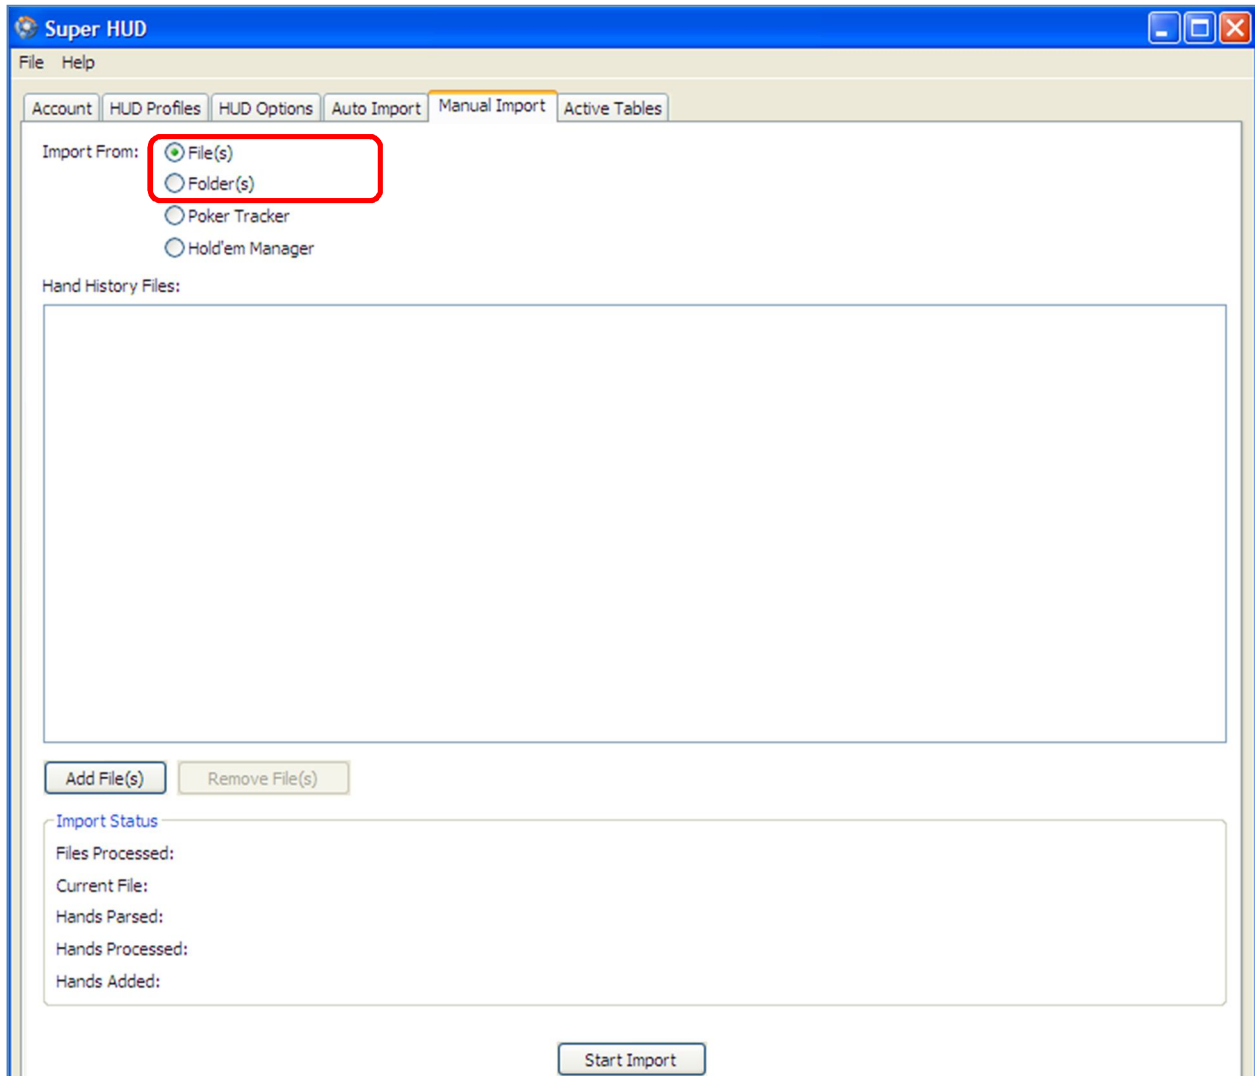 Super HUD
File Help
Account HUD Profiles HUD Options Auto Import Manual Import Active Tables
Import From: File(s)
Folder(s)
Poker Tracker
Hold'em Manager
Hand History Files:
Add File(s) Remove File(s)
Import Status
Files Processed:
Current File:
Hands Parsed:
Hands Processed:
Hands Added:
Start Import